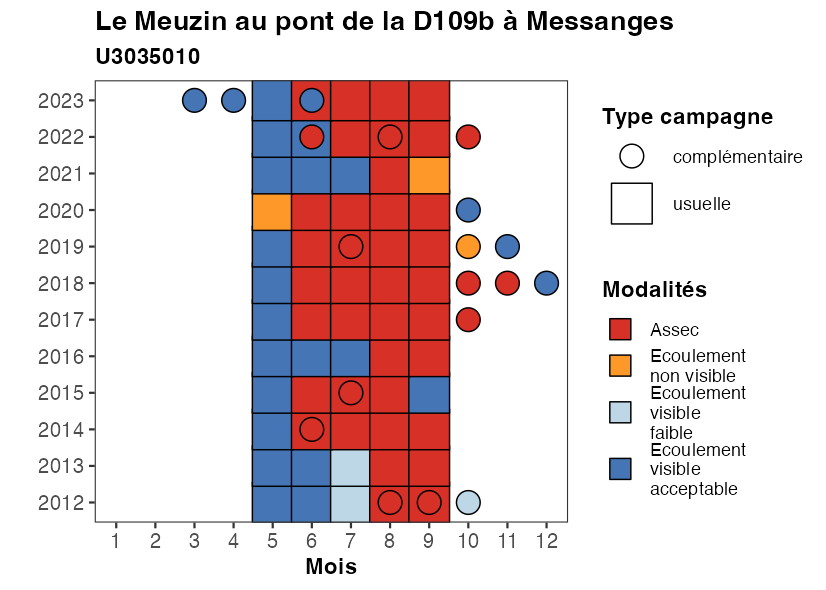 Le Meuzin au pont de la D109b à Messanges
U3035010
2023
2022
2021
2020
2019
2018
2017
2016
2015
2014
2013
2012
1 2 3 4 5 6 7 8 9 10 11 12
Mois
Type campagne
complémentaire
usuelle
Modalités
Assec
Ecoulement
non visible
Ecoulement
visible
faible
Ecoulement
visible
acceptable